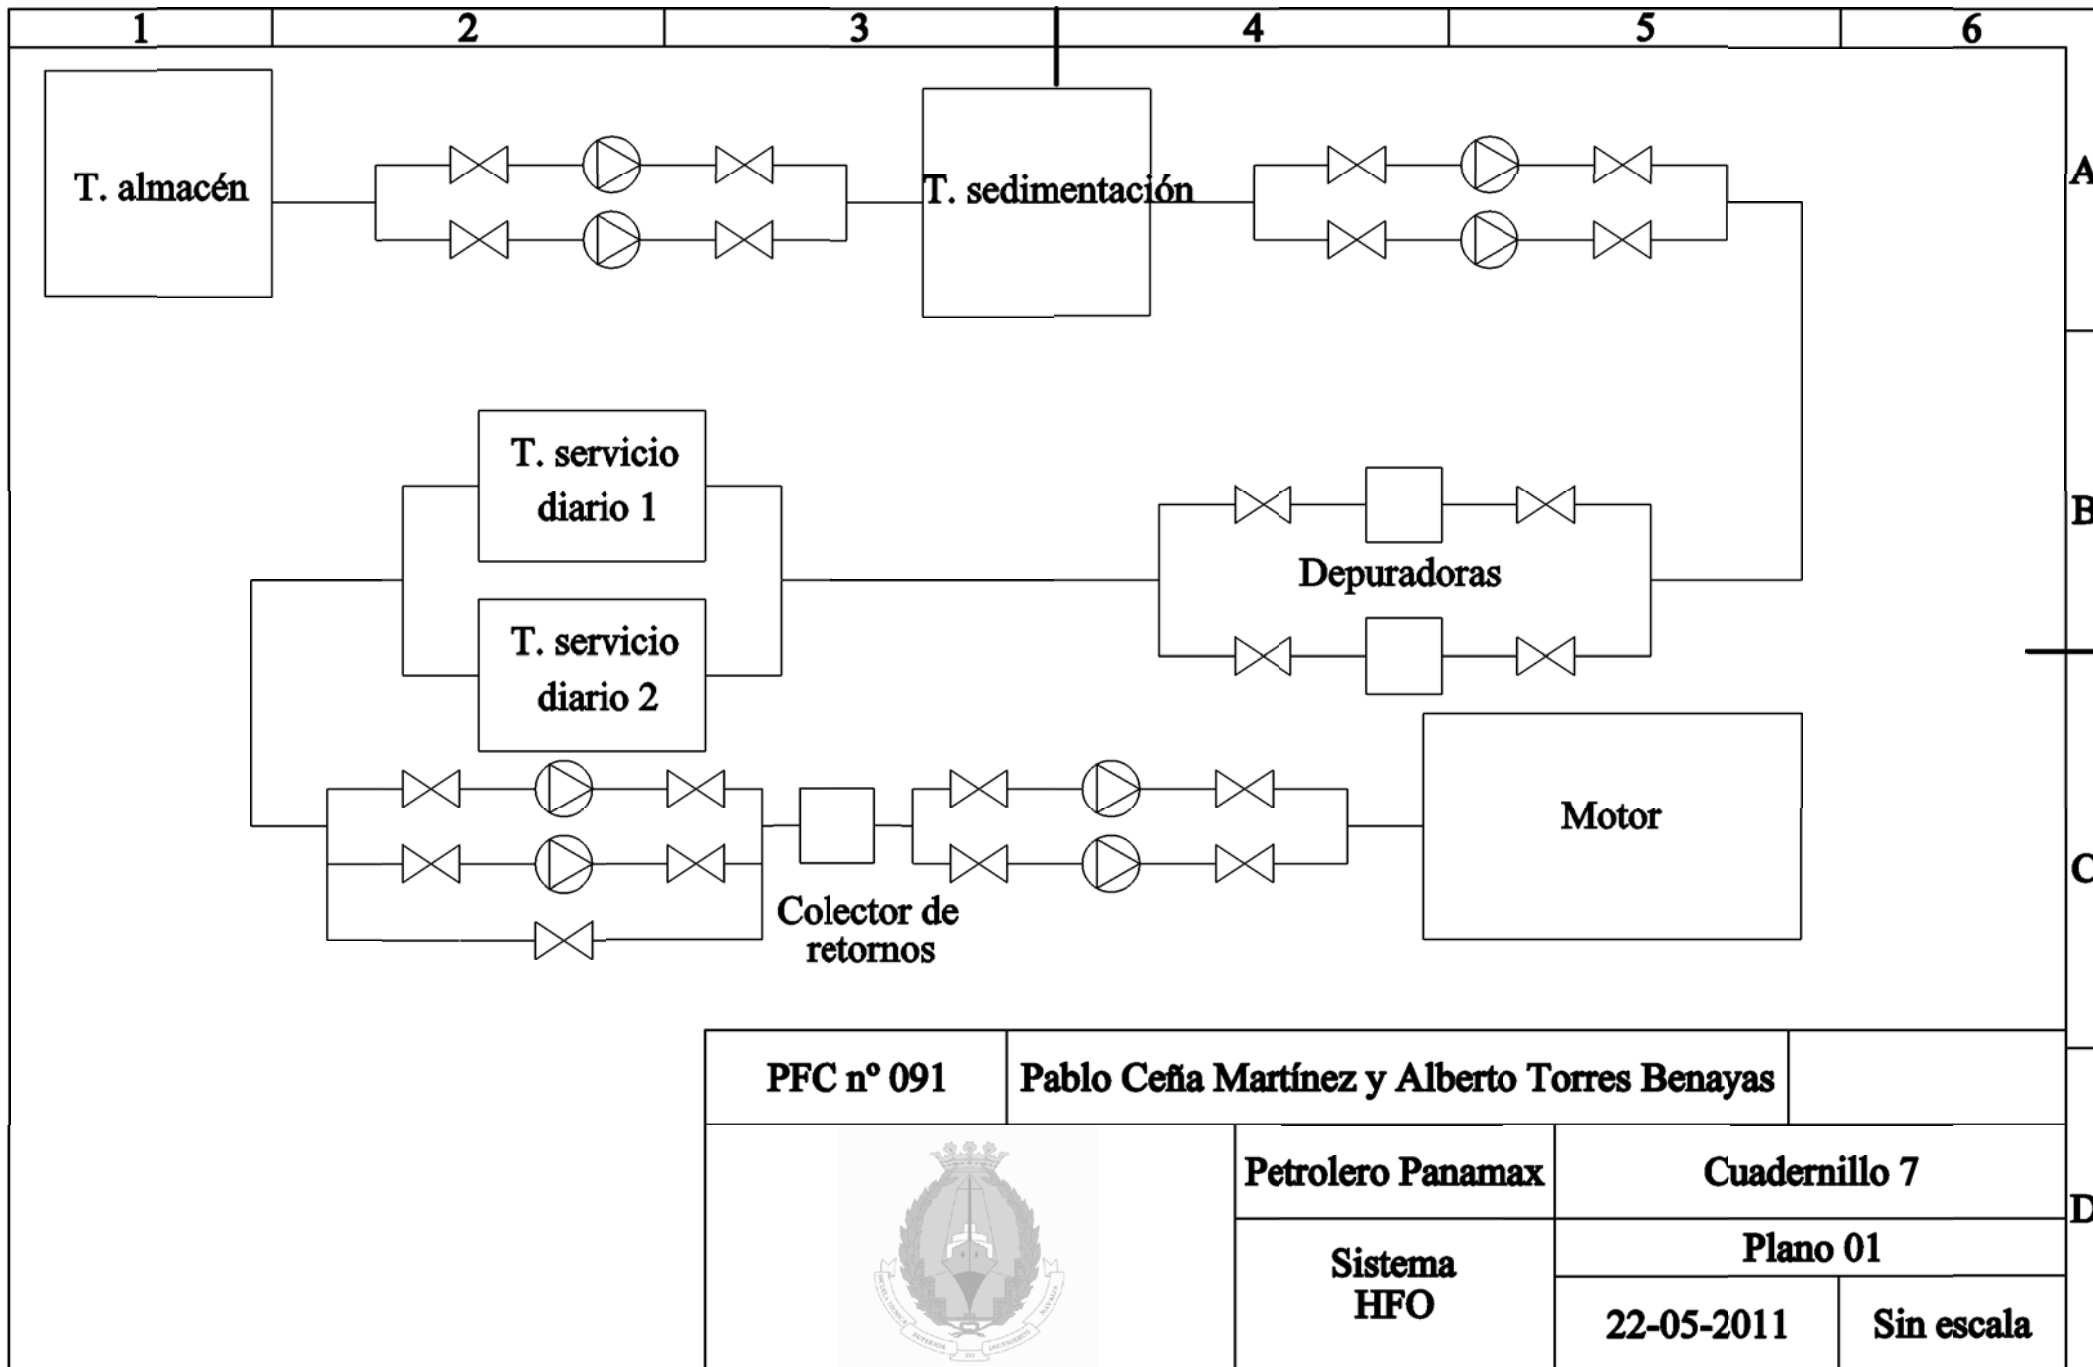 1 2 3 4 5 6
T. almacén
T. sedimentación
A
T. servicio
diario 1
Depuradoras
B
T. servicio
diario 2
Motor
C
Colector de
retornos
PFC nº 091
Pablo Ceña Martínez y Alberto Torres Benayas
Petrolero Panamax
Cuadernillo 7
D
Sistema
HFO
Plano 01
22-05-2011
Sin escala